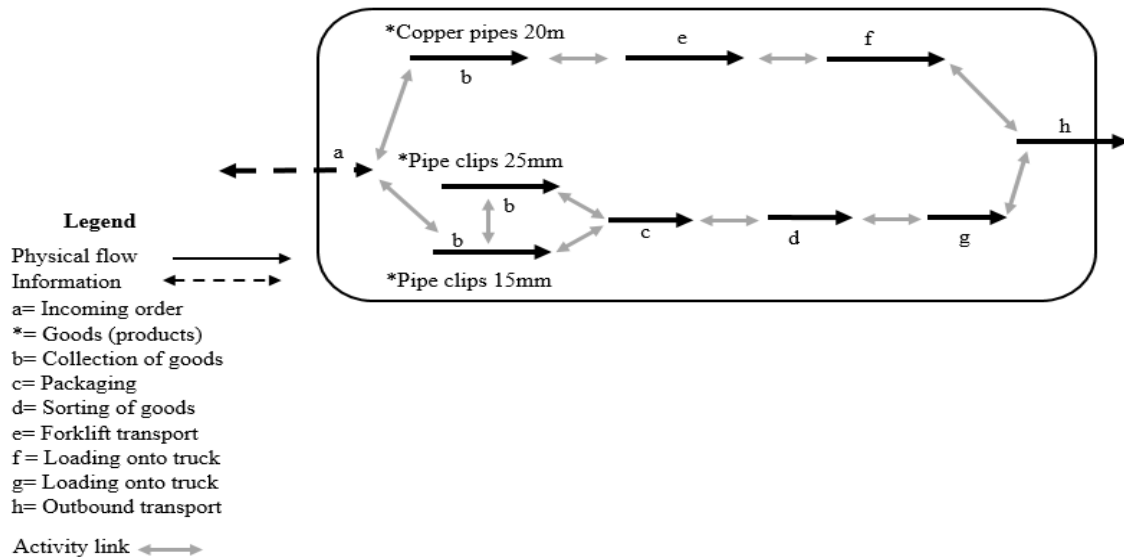 *Copper pipes 20m
b
e
f
h
a
*Pipe clips 25mm
b
b
c
d
g
*Pipe clips 15mm
Legend
Physical flow
Information
a= Incoming order
*= Goods (products)
b= Collection of goods
c= Packaging
d= Sorting of goods
e= Forklift transport
f = Loading onto truck
g= Loading onto truck
h= Outbound transport
Activity link